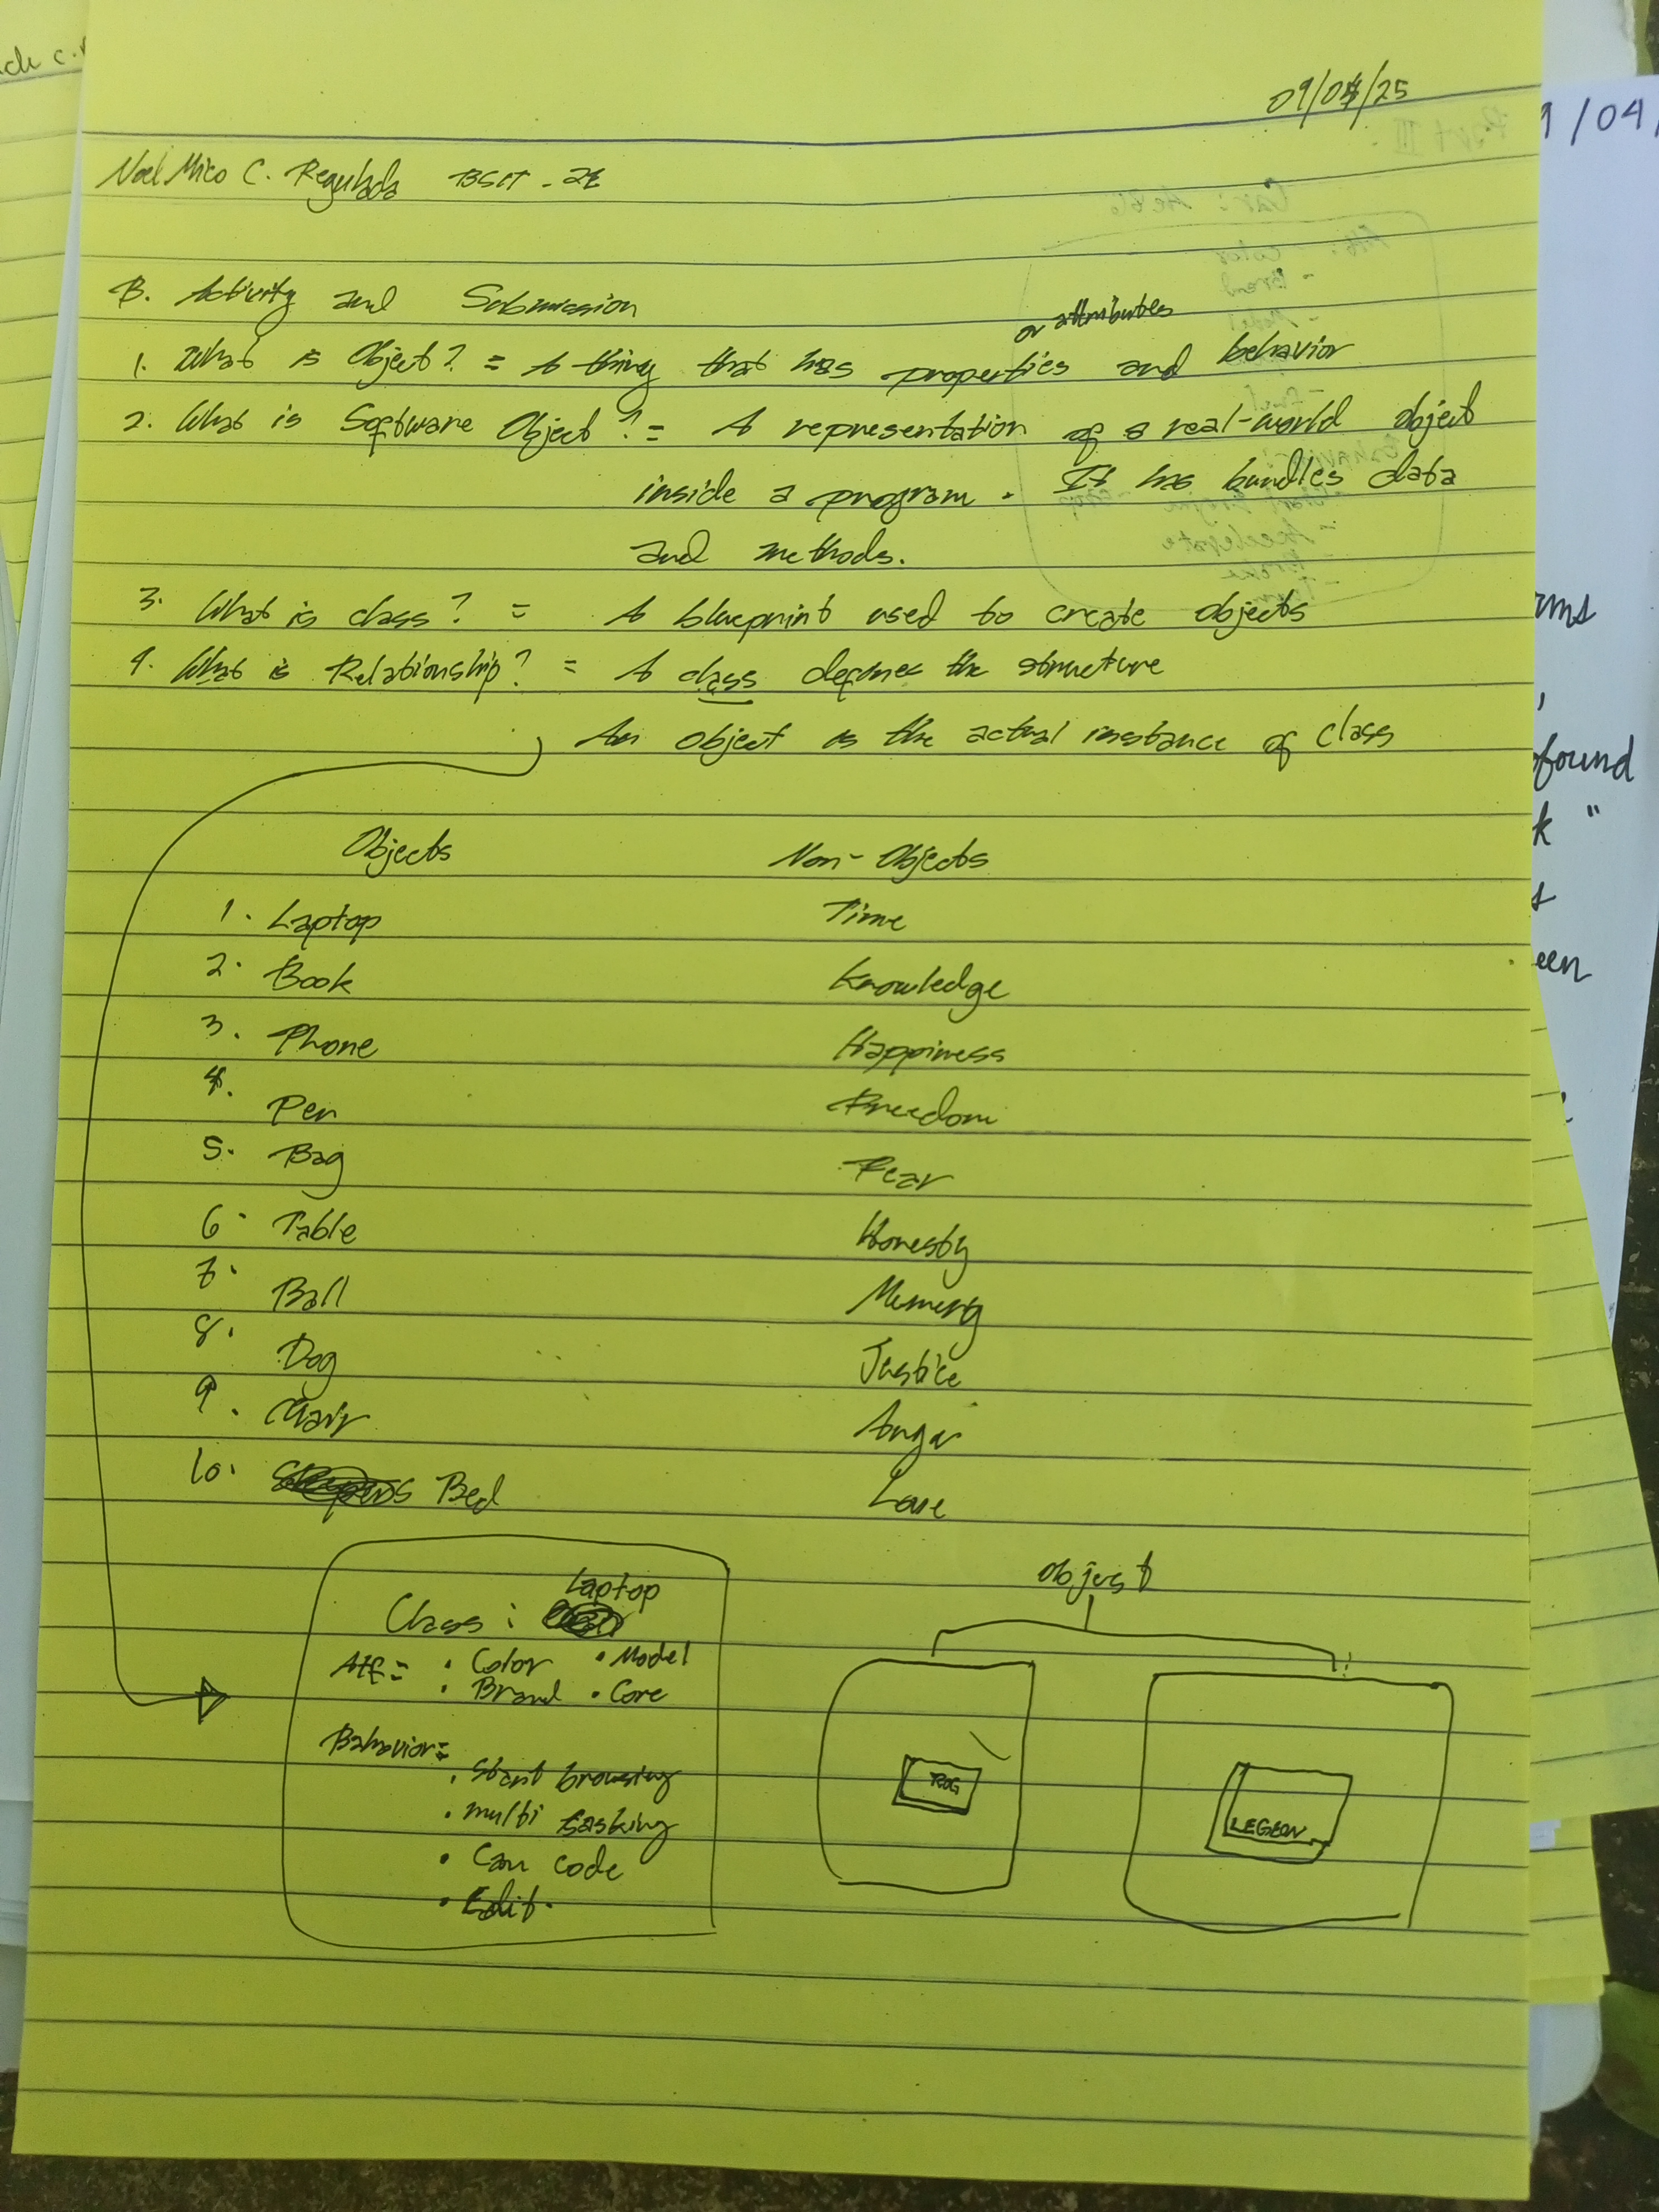 09/04/25
Noel Mico C. Regulada BSIT - 2E
B. Activity and Submission
or attributes
1. What is Object? = A thing that has properties and behavior
2. What is Software Object? = A representation of a real-world object
inside a program. It has bundles data
and methods.
3. What is class? = A blueprint used to create objects
4. What is Relationship? = A class defines the structure
An object is the actual instance of class
Objects Non-Objects
1. Laptop Time
2. Book Knowledge
3. Phone Happiness
4. Pen Freedom
5. Bag Fear
6. Table Honesty
7. Ball Memory
8. Dog Justice
9. Chair Anger
10. Bed Love
Laptop
Class:
Att = • Color • Model
• Brand • Core
Behavior =
• Start browsing
• multi tasking
• Can code
• Edit.
object
ROG
LEGION
/04/
rms
found
k "
een